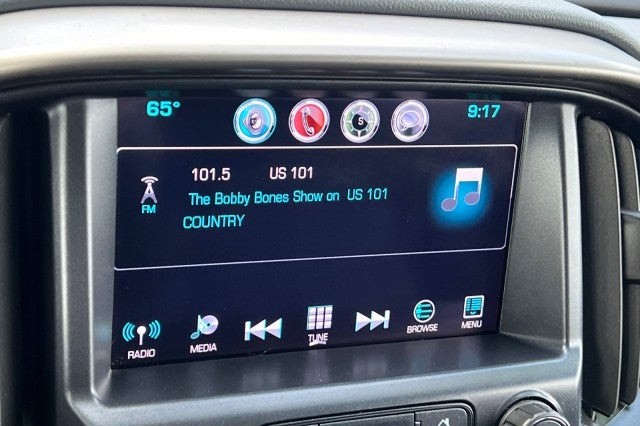 65° S 9:17
101.5 US 101
FM
The Bobby Bones Show on US 101
COUNTRY
RADIO MEDIA TUNE BROWSE MENU